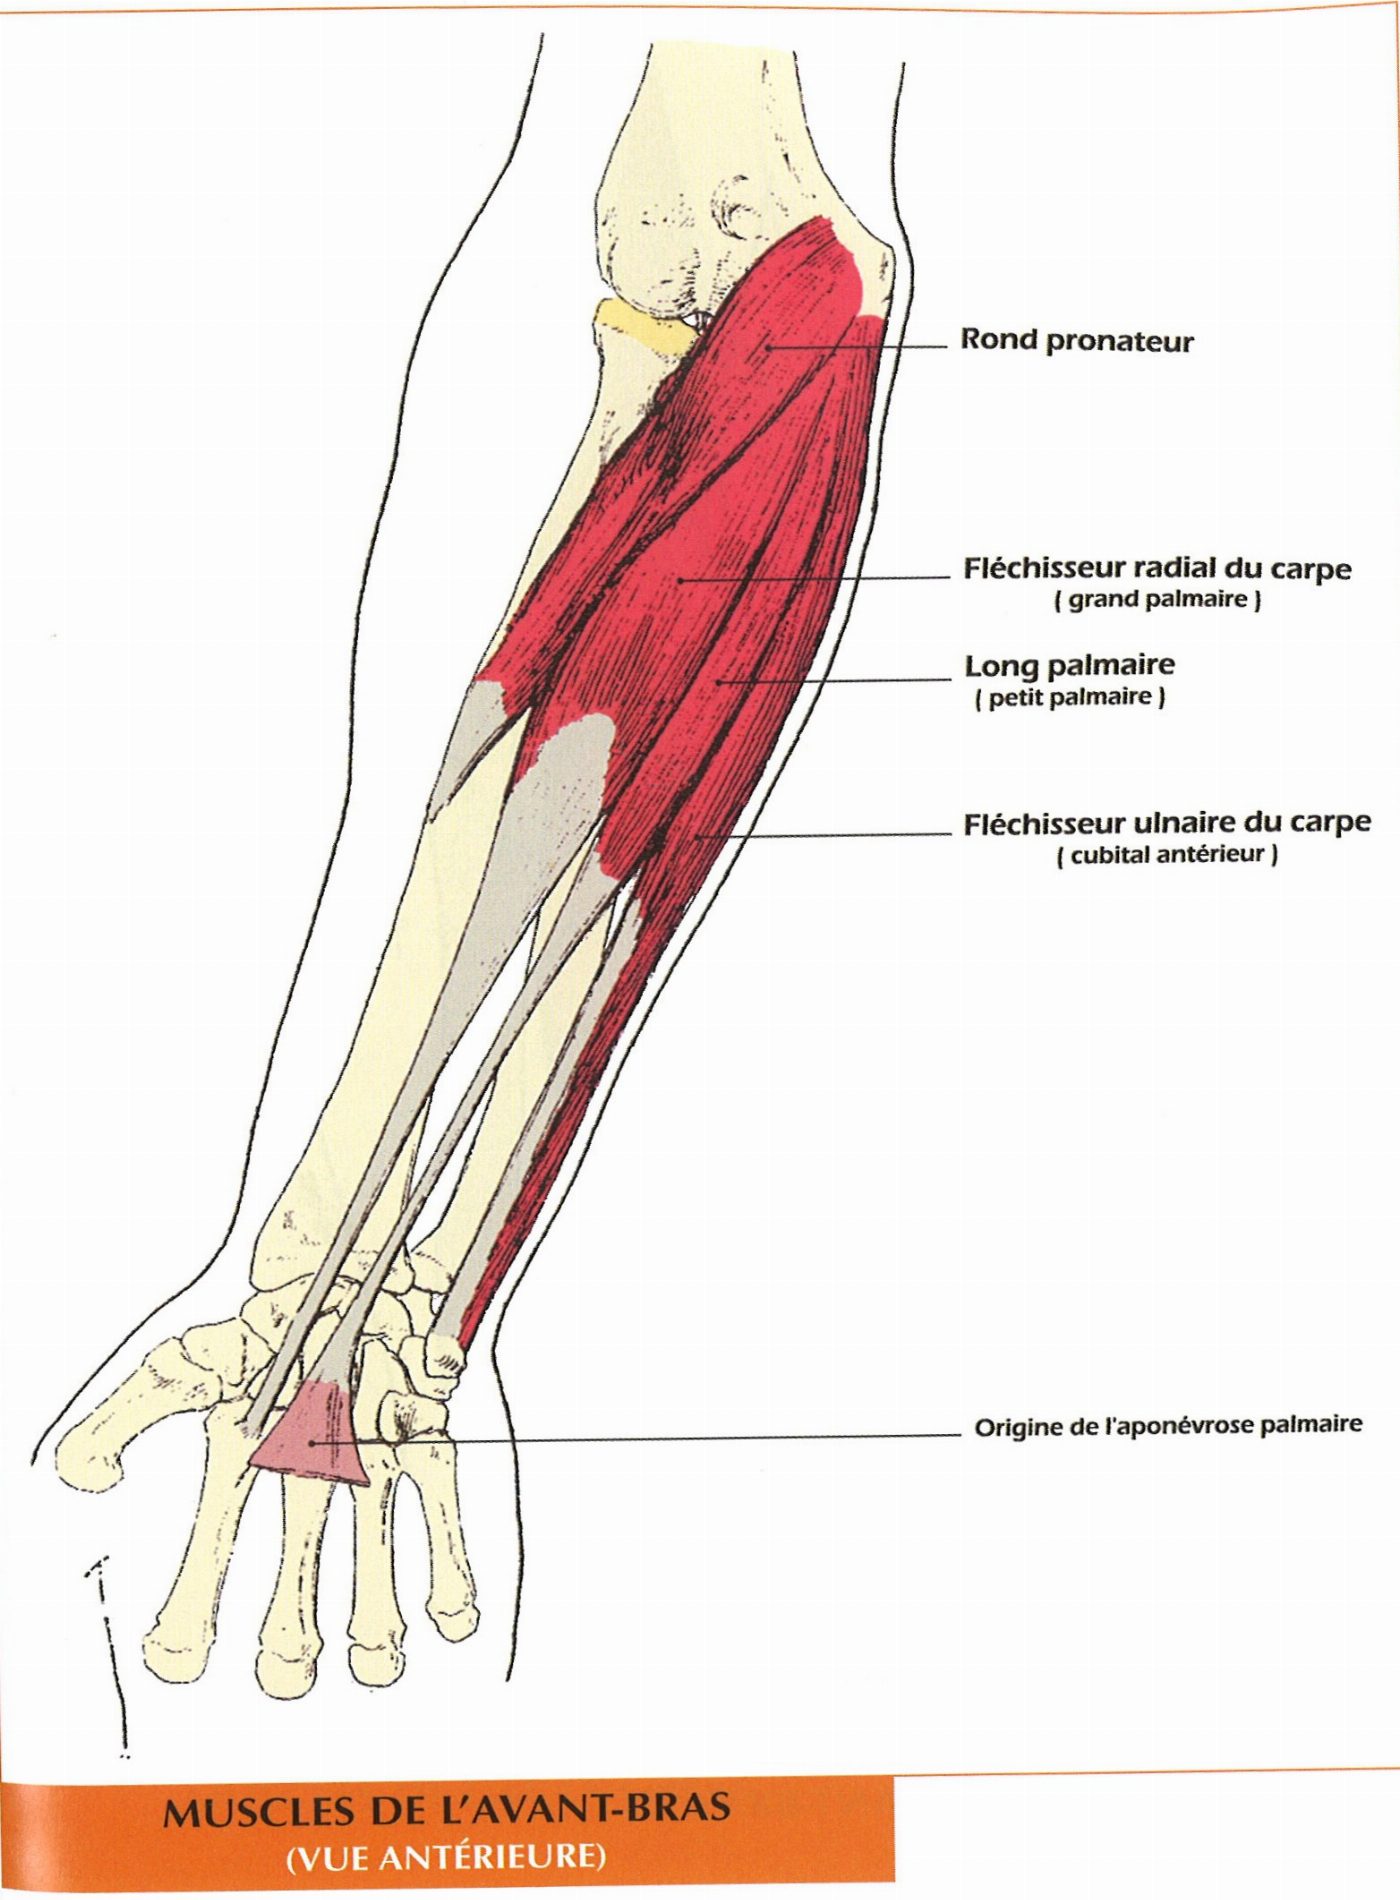 Rond pronateur
Fléchisseur radial du carpe
( grand palmaire )
Long palmaire
( petit palmaire )
Fléchisseur ulnaire du carpe
( cubital antérieur )
Origine de l'aponévrose palmaire
MUSCLES DE L'AVANT-BRAS
(VUE ANTÉRIEURE)